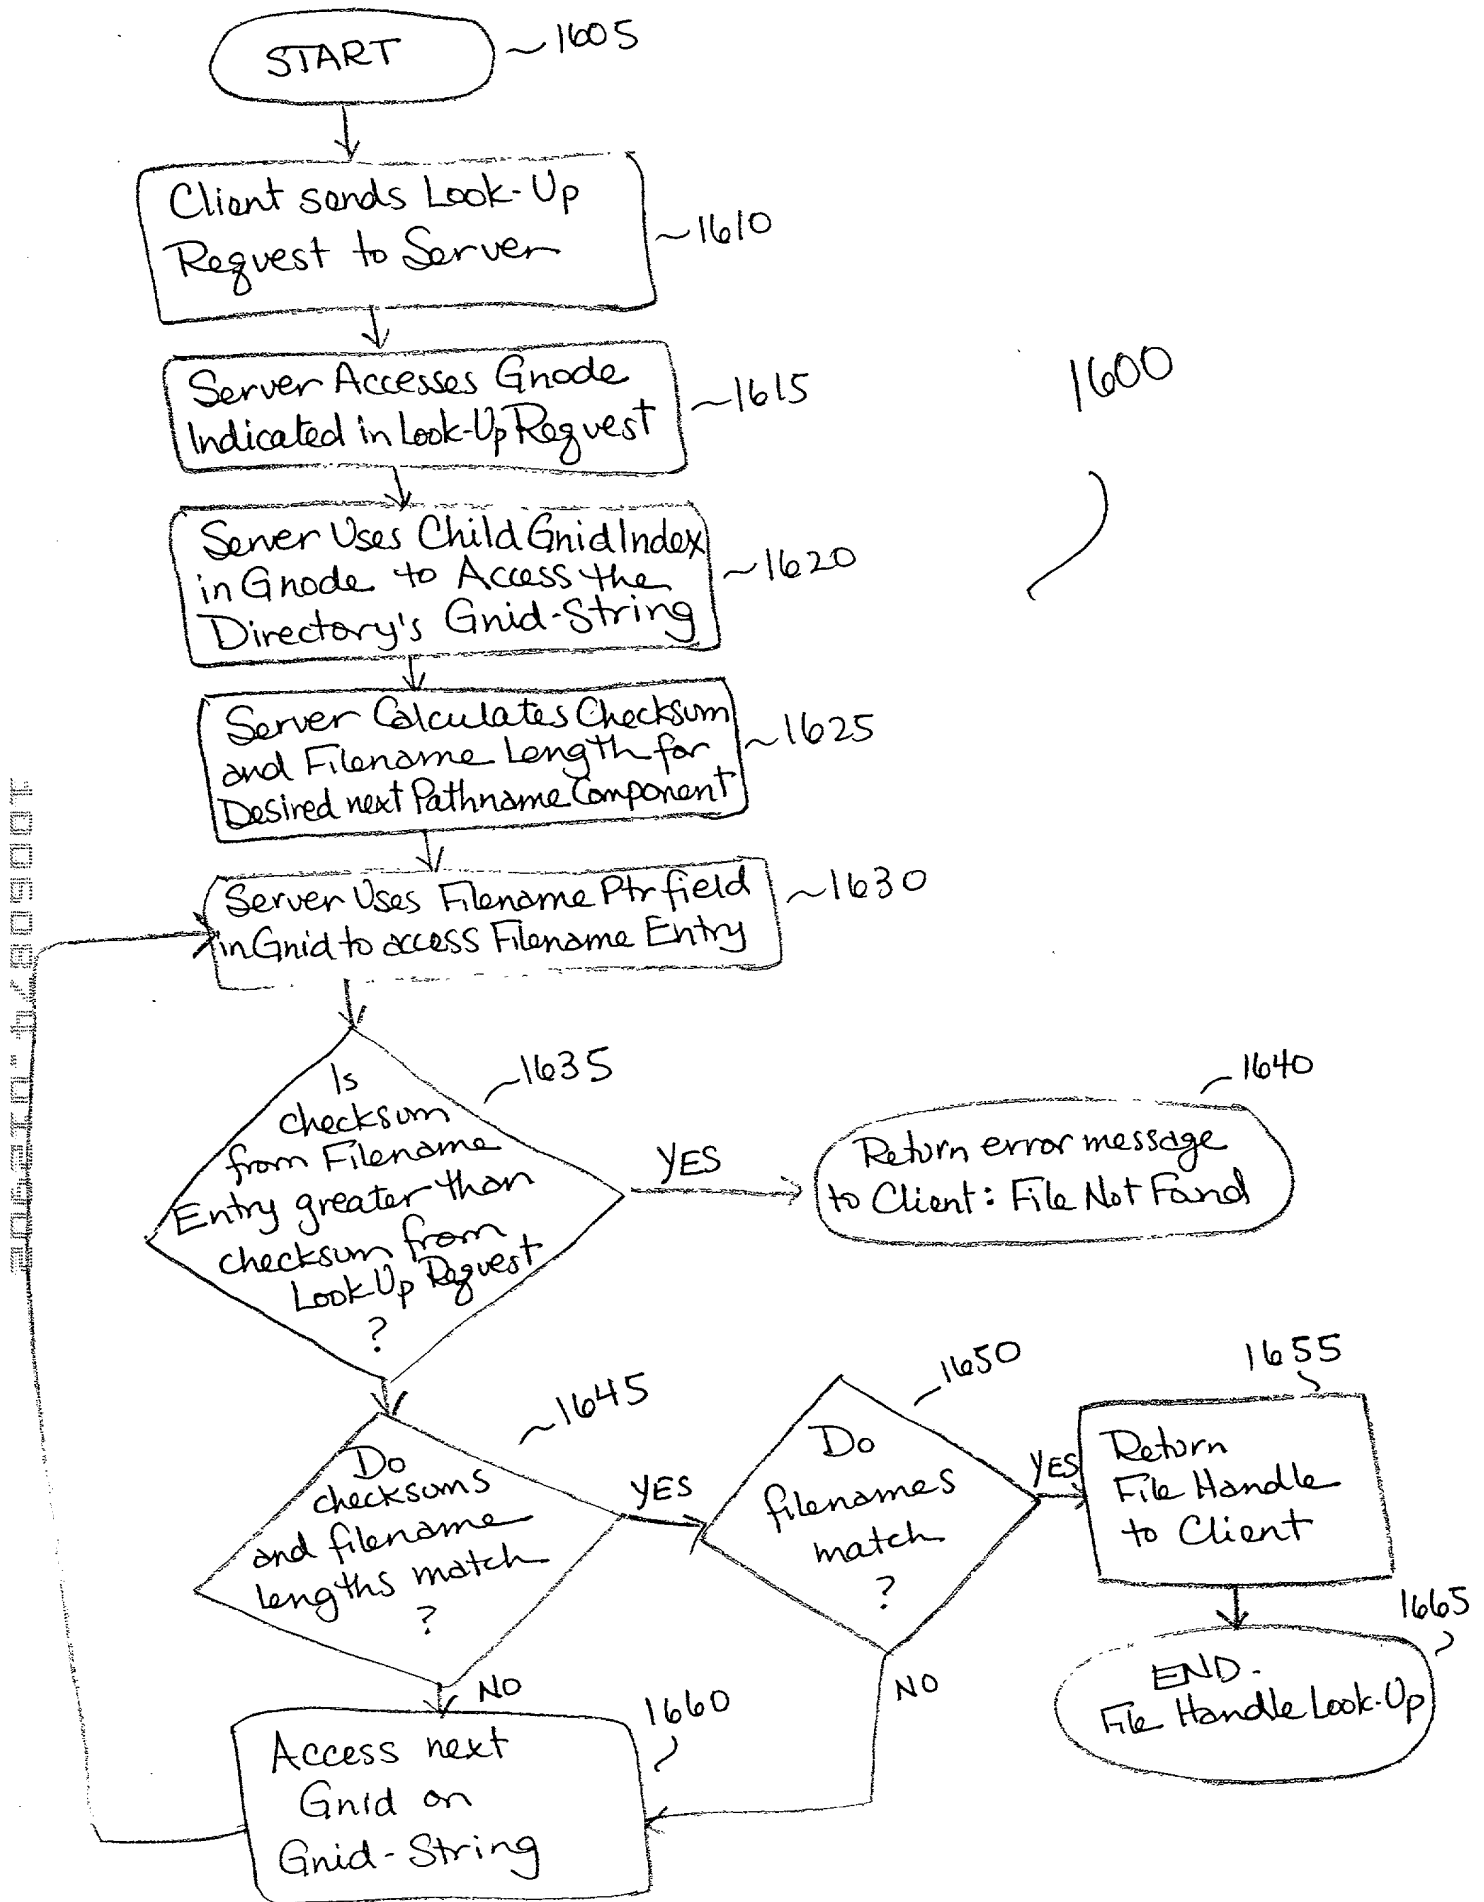 START
1605
Client sends Look-Up
Request to Server
1610
Server Accesses Gnode
Indicated in Look-Up Request
1615
1600
Server Uses Child Gnid Index
in Gnode to Access the
Directory's Gnid-String
1620
Server Calculates Checksum
and Filename Length for
Desired next Pathname Component
1625
Server Uses Filename Ptr field
in Gnid to access Filename Entry
1630
Is
checksum
from Filename
Entry greater than
checksum from
Look Up Request
?
1635
YES
1640
Return error message
to Client: File Not Found
Do
checksums
and filename
lengths match
?
1645
YES
Do
filenames
match
?
1650
YES
1655
Return
File Handle
to Client
1665
END -
File Handle Look-Up
NO
NO
1660
Access next
Gnid on
Gnid-String